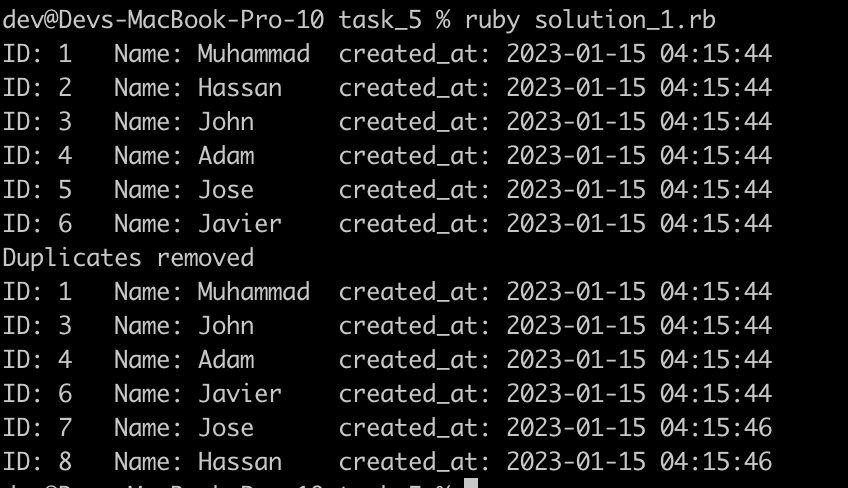 dev@Devs-MacBook-Pro-10 task_5 % ruby solution_1.rb
ID: 1   Name: Muhammad  created_at: 2023-01-15 04:15:44
ID: 2   Name: Hassan    created_at: 2023-01-15 04:15:44
ID: 3   Name: John      created_at: 2023-01-15 04:15:44
ID: 4   Name: Adam      created_at: 2023-01-15 04:15:44
ID: 5   Name: Jose      created_at: 2023-01-15 04:15:44
ID: 6   Name: Javier    created_at: 2023-01-15 04:15:44
Duplicates removed
ID: 1   Name: Muhammad  created_at: 2023-01-15 04:15:44
ID: 3   Name: John      created_at: 2023-01-15 04:15:44
ID: 4   Name: Adam      created_at: 2023-01-15 04:15:44
ID: 6   Name: Javier    created_at: 2023-01-15 04:15:44
ID: 7   Name: Jose      created_at: 2023-01-15 04:15:46
ID: 8   Name: Hassan    created_at: 2023-01-15 04:15:46